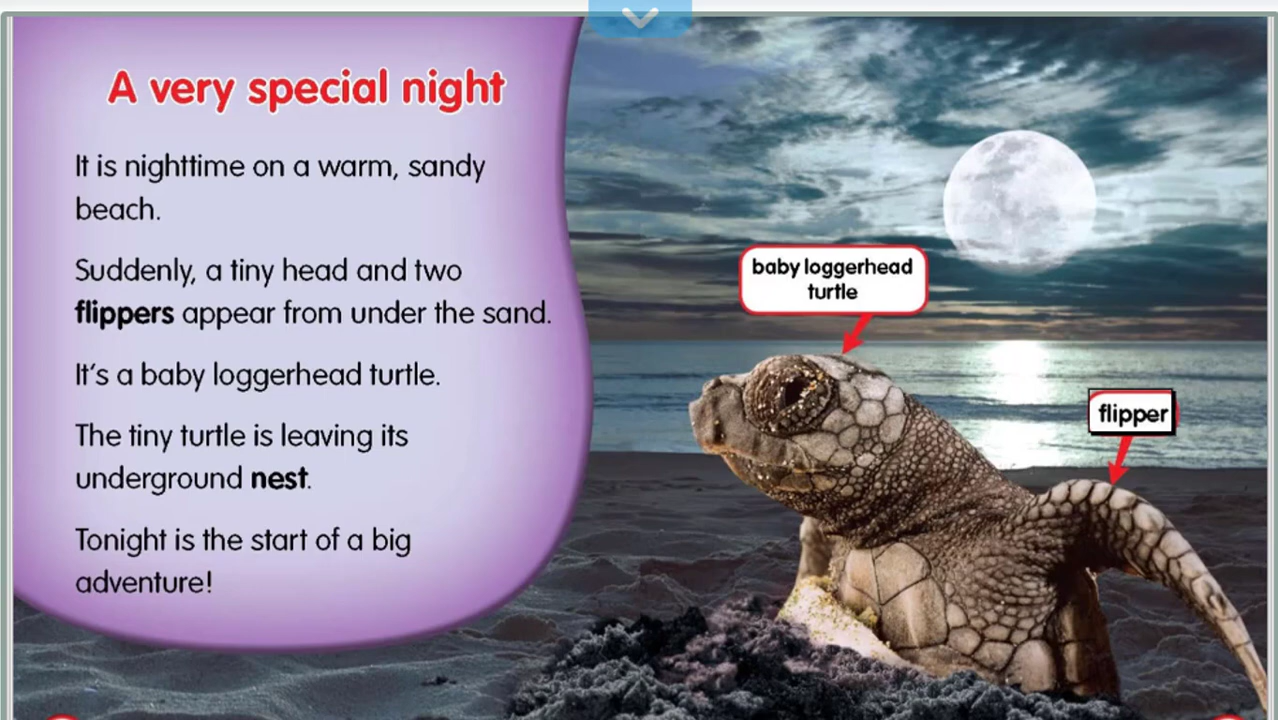 A very special night
It is nighttime on a warm, sandy
beach.
Suddenly, a tiny head and two
flippers appear from under the sand.
It's a baby loggerhead turtle.
The tiny turtle is leaving its
underground nest.
Tonight is the start of a big
adventure!
baby loggerhead
turtle
flipper